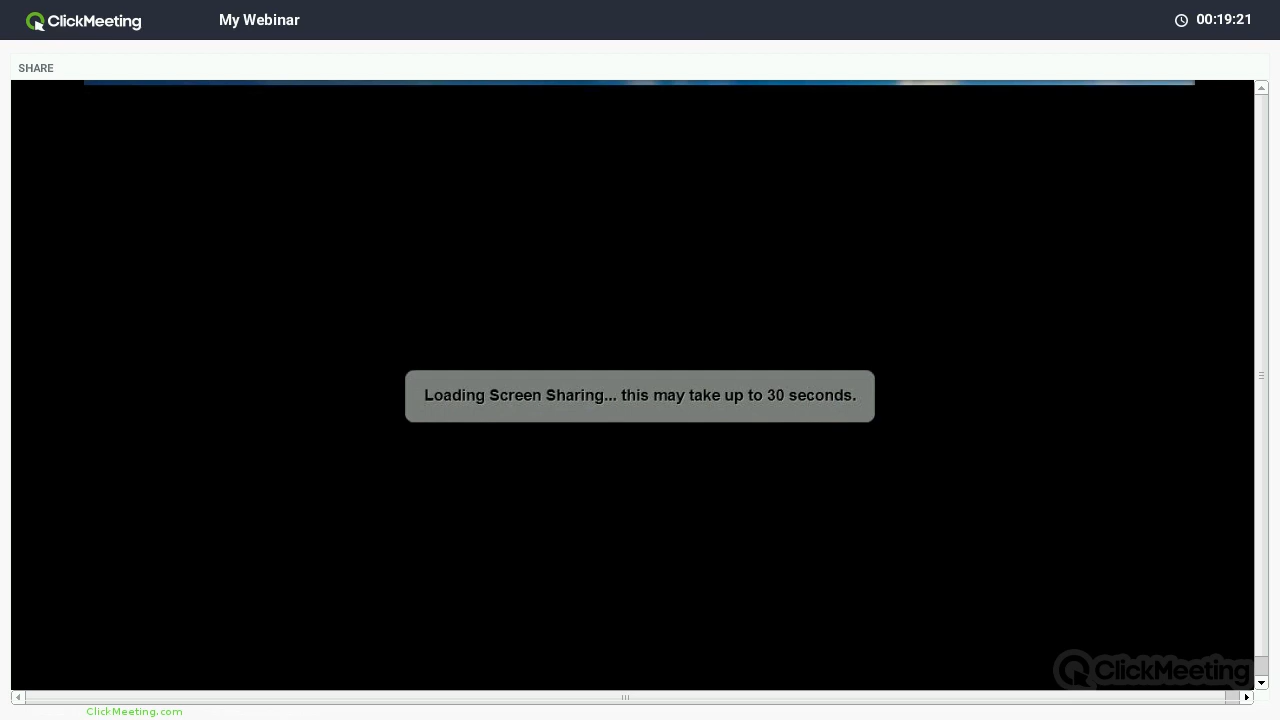 ClickMeeting
My Webinar
00:19:21
SHARE
Loading Screen Sharing... this may take up to 30 seconds.
ClickMeeting
ClickMeeting.com